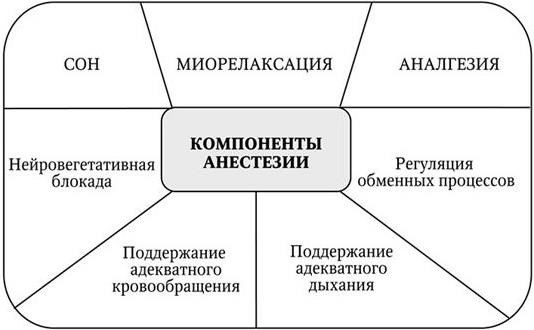 СОН
МИОРЕЛАКСАЦИЯ
АНАЛГЕЗИЯ
КОМПОНЕНТЫ
АНЕСТЕЗИИ
Нейровегетативная
блокада
Регуляция
обменных процессов
Поддержание
адекватного
кровообращения
Поддержание
адекватного
дыхания